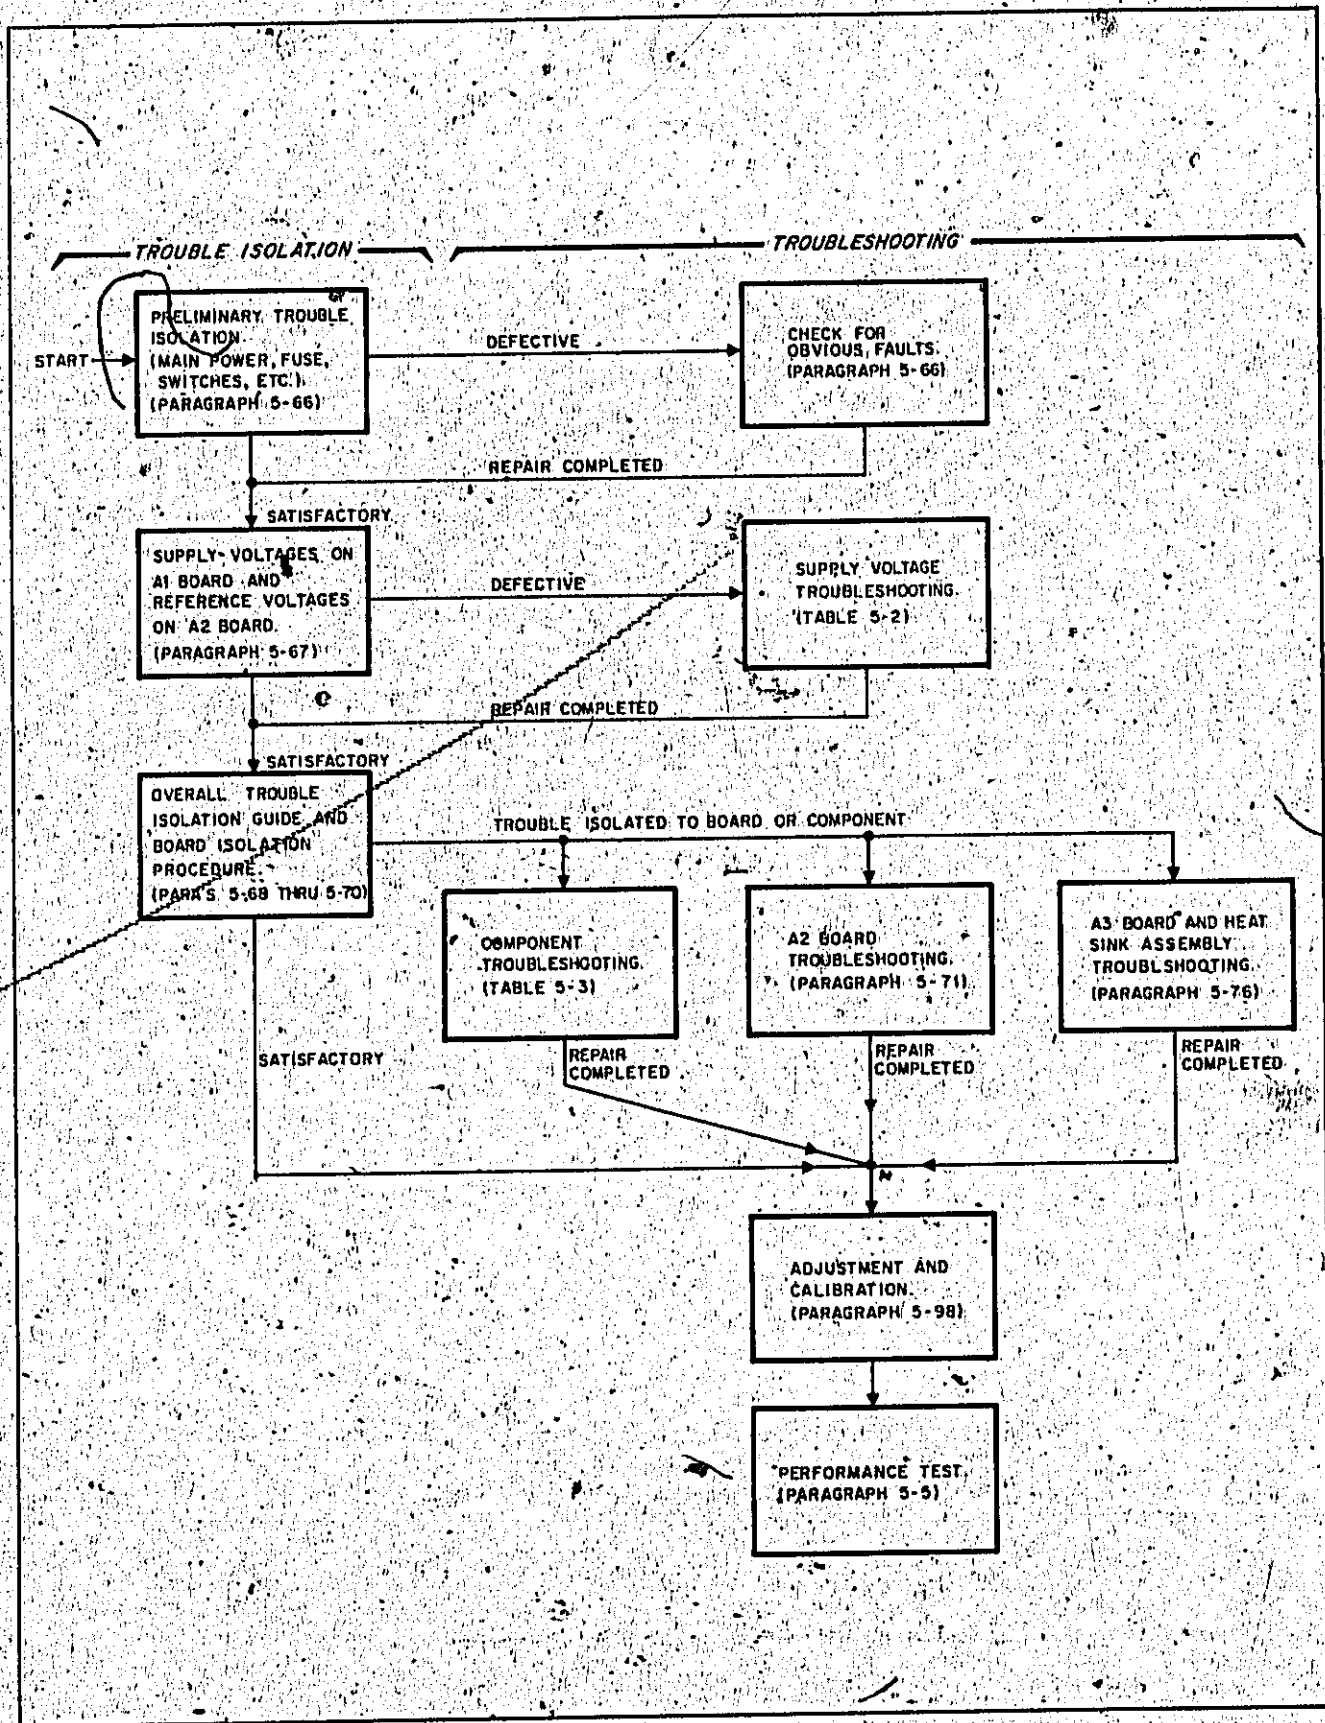 TROUBLE ISOLATION
TROUBLESHOOTING
START
PRELIMINARY TROUBLE
ISOLATION
(MAIN POWER, FUSE,
SWITCHES, ETC.).
(PARAGRAPH 5-66)
DEFECTIVE
CHECK FOR
OBVIOUS FAULTS.
(PARAGRAPH 5-66)
REPAIR COMPLETED
SATISFACTORY
SUPPLY VOLTAGES ON
A1 BOARD AND
REFERENCE VOLTAGES
ON A2 BOARD.
(PARAGRAPH 5-67)
DEFECTIVE
SUPPLY VOLTAGE
TROUBLESHOOTING.
(TABLE 5-2)
REPAIR COMPLETED
SATISFACTORY
OVERALL TROUBLE
ISOLATION GUIDE AND
BOARD ISOLATION
PROCEDURE.
(PARA'S 5-68 THRU 5-70)
TROUBLE ISOLATED TO BOARD OR COMPONENT
COMPONENT
TROUBLESHOOTING.
(TABLE 5-3)
A2 BOARD
TROUBLESHOOTING.
(PARAGRAPH 5-71)
A3 BOARD AND HEAT
SINK ASSEMBLY
TROUBLSHOOTING.
(PARAGRAPH 5-76)
SATISFACTORY
REPAIR
COMPLETED
REPAIR
COMPLETED
REPAIR
COMPLETED
ADJUSTMENT AND
CALIBRATION.
(PARAGRAPH 5-98)
PERFORMANCE TEST.
(PARAGRAPH 5-5)